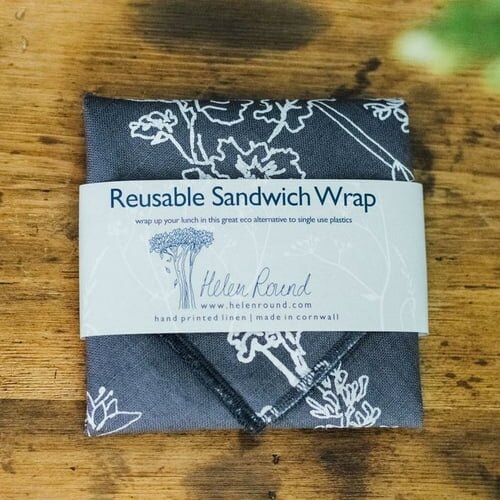 Reusable Sandwich Wrap
wrap up your lunch in this great eco alternative to single use plastics
Helen Round
www.helenround.com
hand printed linen | made in cornwall